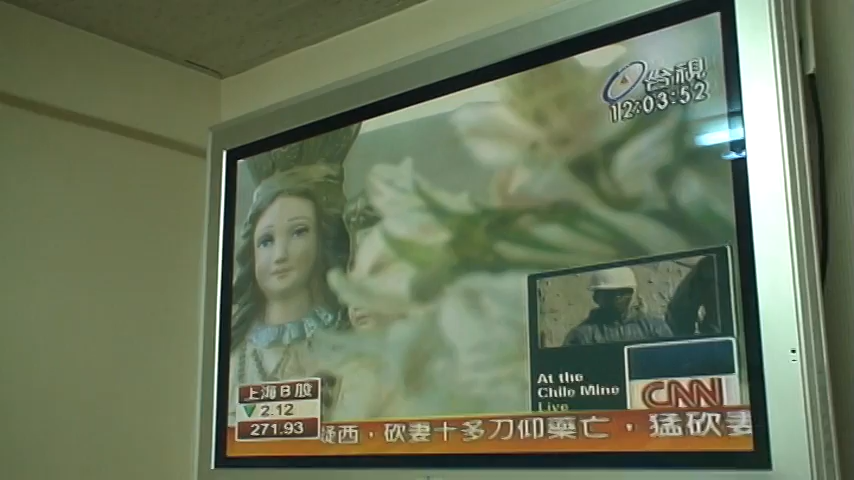 台視
12:03:52
At the
Chile Mine
Live
CNN
上海B股
▼ 2.12
271.93
疑西，砍妻十多刀仰藥亡，猛砍妻